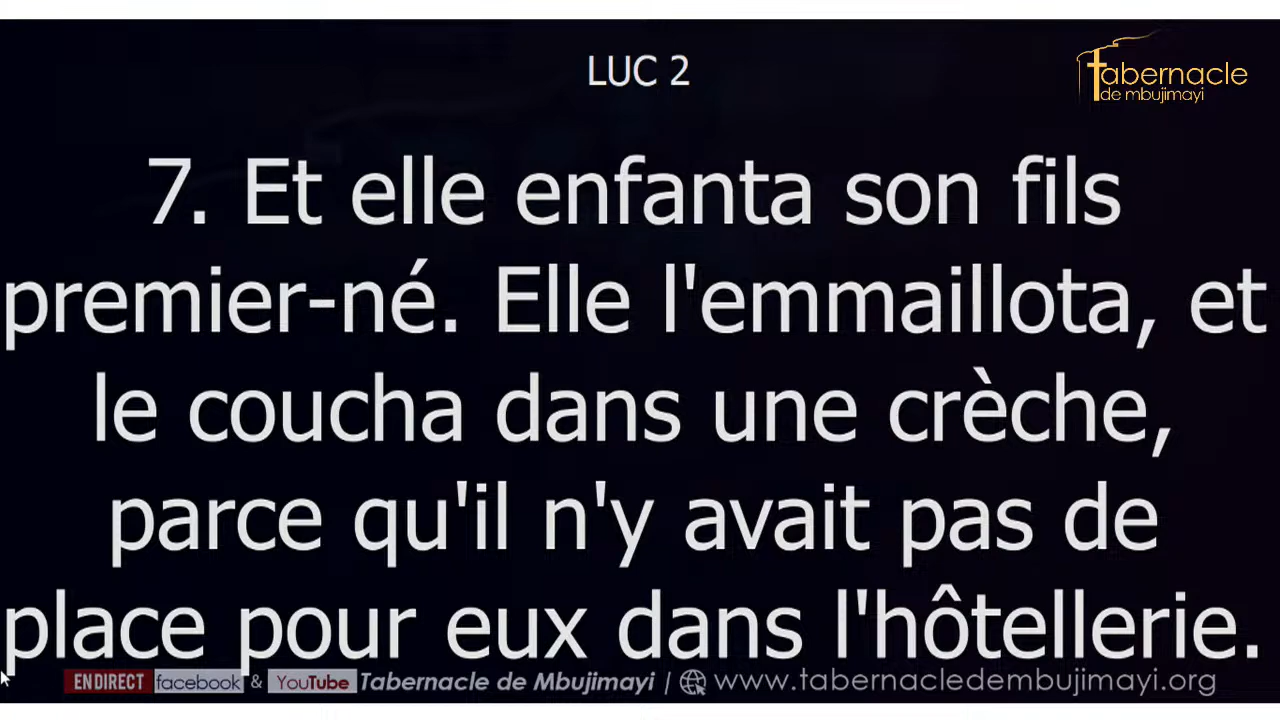 LUC 2
tabernacle
de mbujimayi
7. Et elle enfanta son fils
premier-né. Elle l'emmaillota, et
le coucha dans une crèche,
parce qu'il n'y avait pas de
place pour eux dans l'hôtellerie.
EN DIRECT facebook & YouTube Tabernacle de Mbujimayi | www.tabernacledembujimayi.org